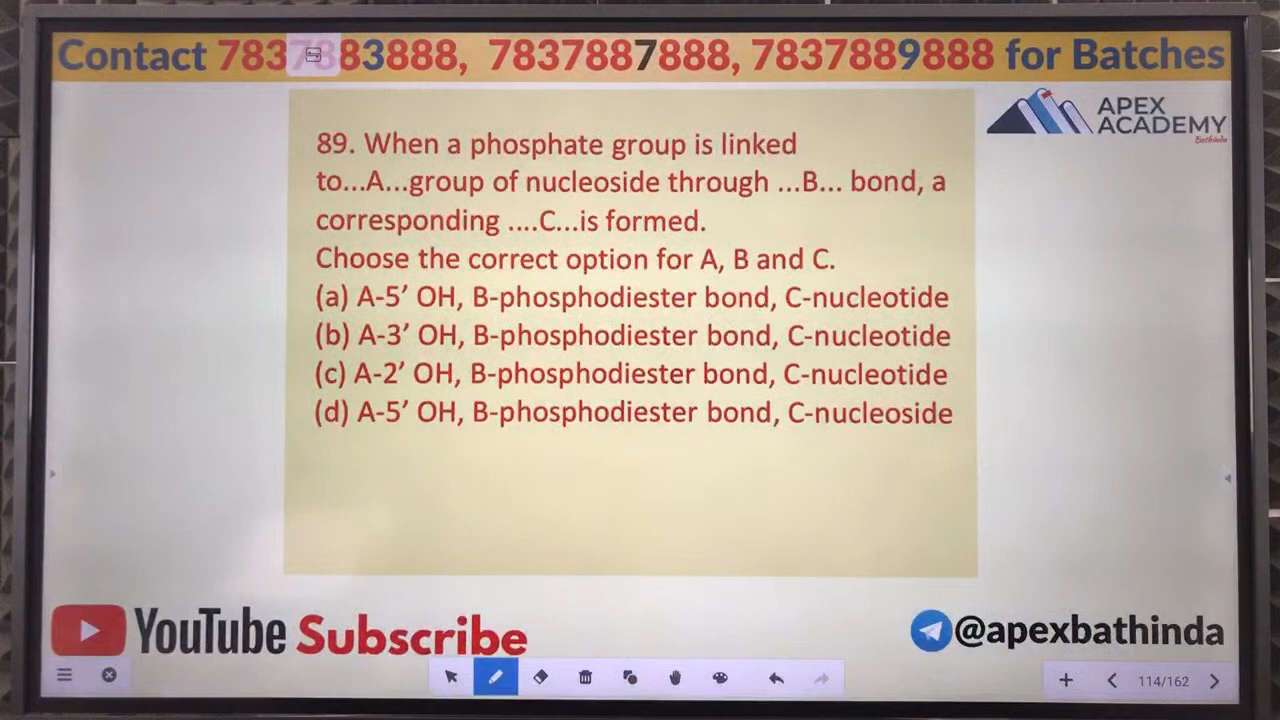 Contact 7837883888, 7837887888, 7837889888 for Batches
APEX
ACADEMY
Bathinda
89. When a phosphate group is linked
to...A...group of nucleoside through ...B... bond, a
corresponding ....C...is formed.
Choose the correct option for A, B and C.
(a) A-5’ OH, B-phosphodiester bond, C-nucleotide
(b) A-3’ OH, B-phosphodiester bond, C-nucleotide
(c) A-2’ OH, B-phosphodiester bond, C-nucleotide
(d) A-5’ OH, B-phosphodiester bond, C-nucleoside
YouTube Subscribe
@apexbathinda
114/162